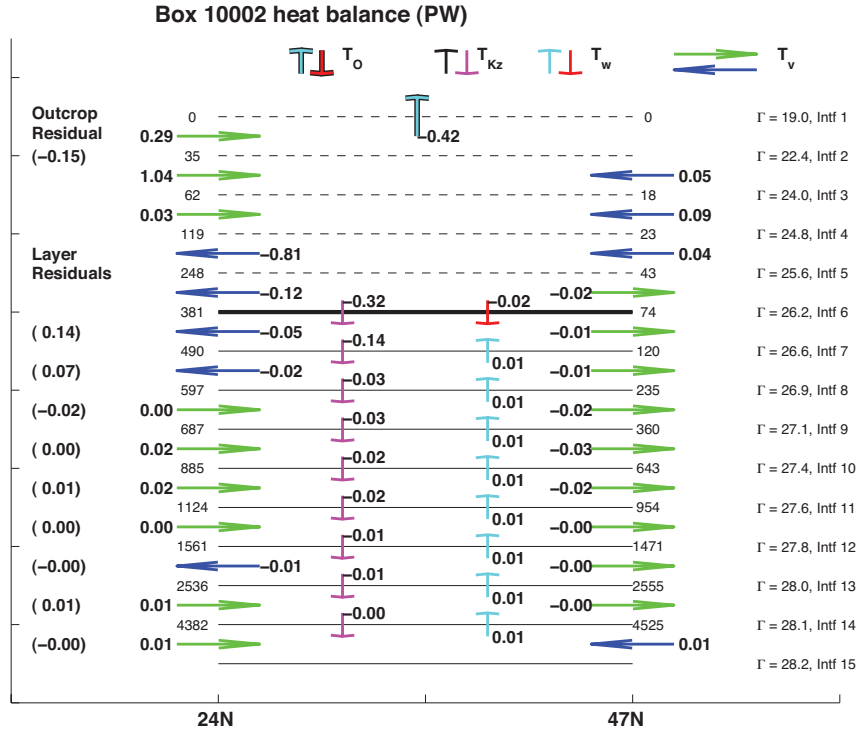 Box 10002 heat balance (PW)
T_O T_Kz T_w T_v
Outcrop 0 0 Γ = 19.0, Intf 1
Residual 0.29 −0.42
(−0.15) 35 Γ = 22.4, Intf 2
1.04 0.05
62 18 Γ = 24.0, Intf 3
0.03 0.09
119 23 Γ = 24.8, Intf 4
Layer −0.81 0.04
Residuals 248 43 Γ = 25.6, Intf 5
−0.12 −0.02
381 −0.32 −0.02 74 Γ = 26.2, Intf 6
( 0.14) −0.05 −0.01
490 −0.14 0.01 120 Γ = 26.6, Intf 7
( 0.07) −0.02 −0.01
597 −0.03 0.01 235 Γ = 26.9, Intf 8
(−0.02) 0.00 −0.02
687 −0.03 0.01 360 Γ = 27.1, Intf 9
( 0.00) 0.02 −0.03
885 −0.02 0.01 643 Γ = 27.4, Intf 10
( 0.01) 0.02 −0.02
1124 −0.02 0.01 954 Γ = 27.6, Intf 11
( 0.00) 0.00 −0.00
1561 −0.01 0.01 1471 Γ = 27.8, Intf 12
(−0.00) −0.01 −0.00
2536 −0.01 0.01 2555 Γ = 28.0, Intf 13
( 0.01) 0.01 −0.00
4382 −0.00 0.01 4525 Γ = 28.1, Intf 14
(−0.00) 0.01 0.01
Γ = 28.2, Intf 15
24N 47N